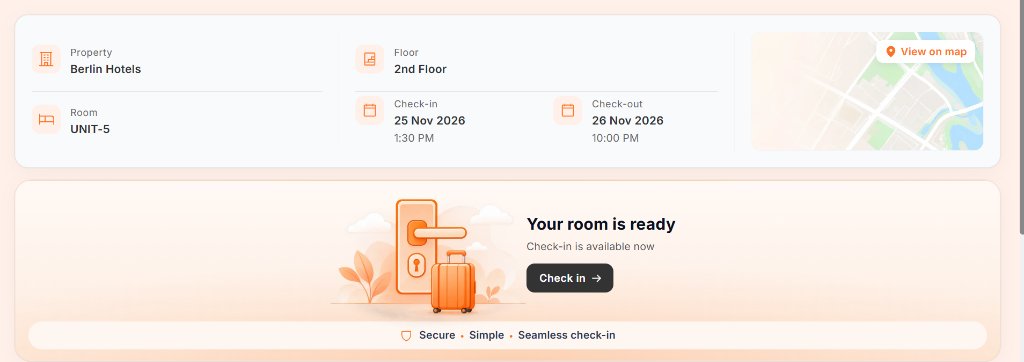 Property
Berlin Hotels
Floor
2nd Floor
View on map
Room
UNIT-5
Check-in
25 Nov 2026
1:30 PM
Check-out
26 Nov 2026
10:00 PM
Your room is ready
Check-in is available now
Check in →
Secure • Simple • Seamless check-in